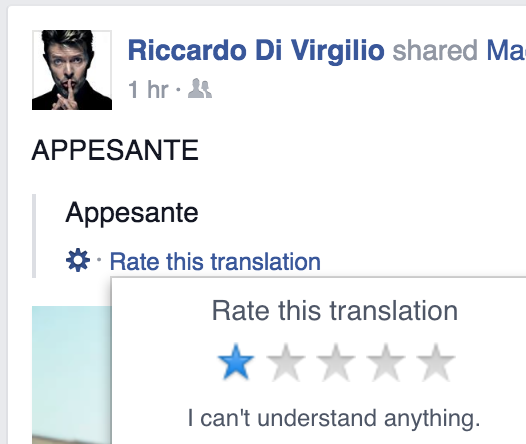 Riccardo Di Virgilio shared Ma
1 hr ·
APPESANTE
Appesante
· Rate this translation
Rate this translation
I can't understand anything.